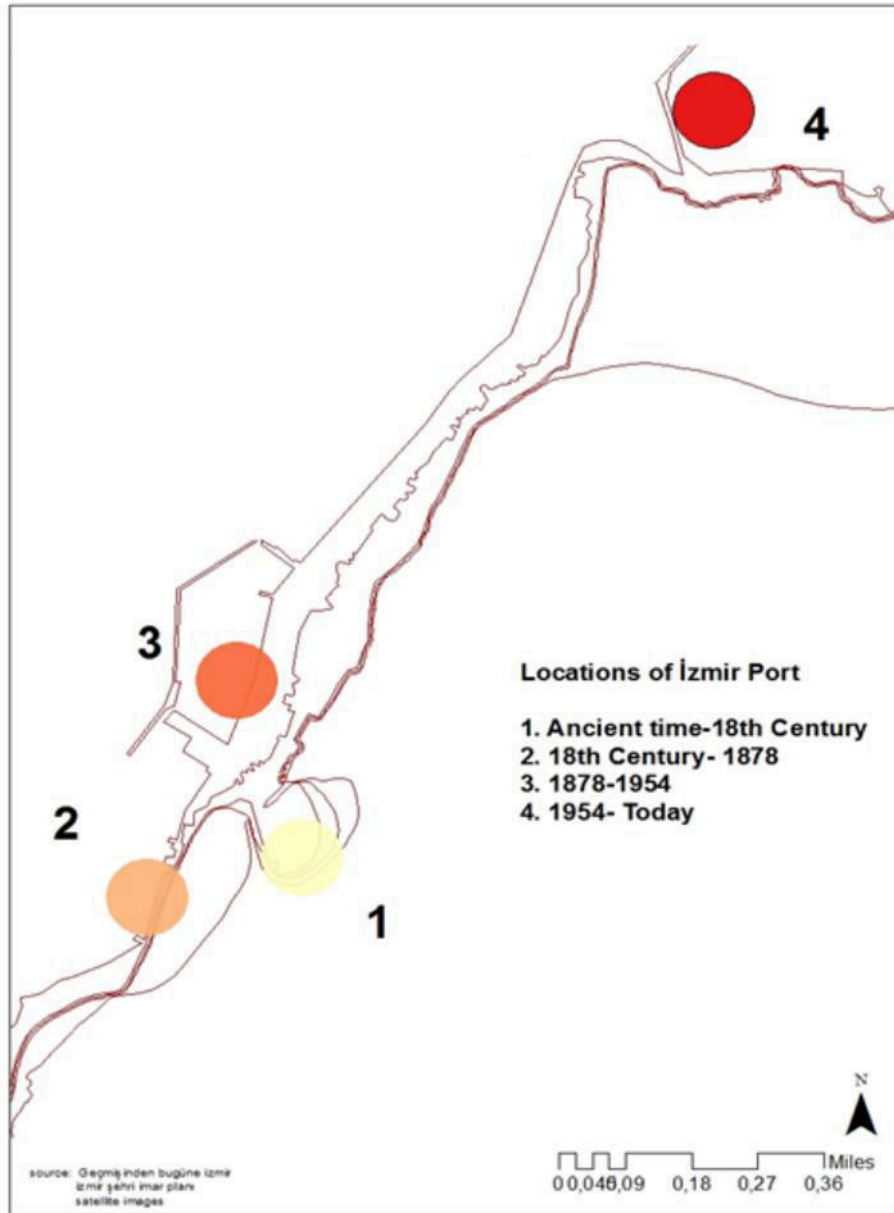 4
3
Locations of İzmir Port
1. Ancient time-18th Century
2. 18th Century- 1878
3. 1878-1954
4. 1954- Today
2
1
N
Miles
0 0,0450,09 0,18 0,27 0,36
source: Geçmişinden bugüne izmir
izmir şehri imar planı
satellite images